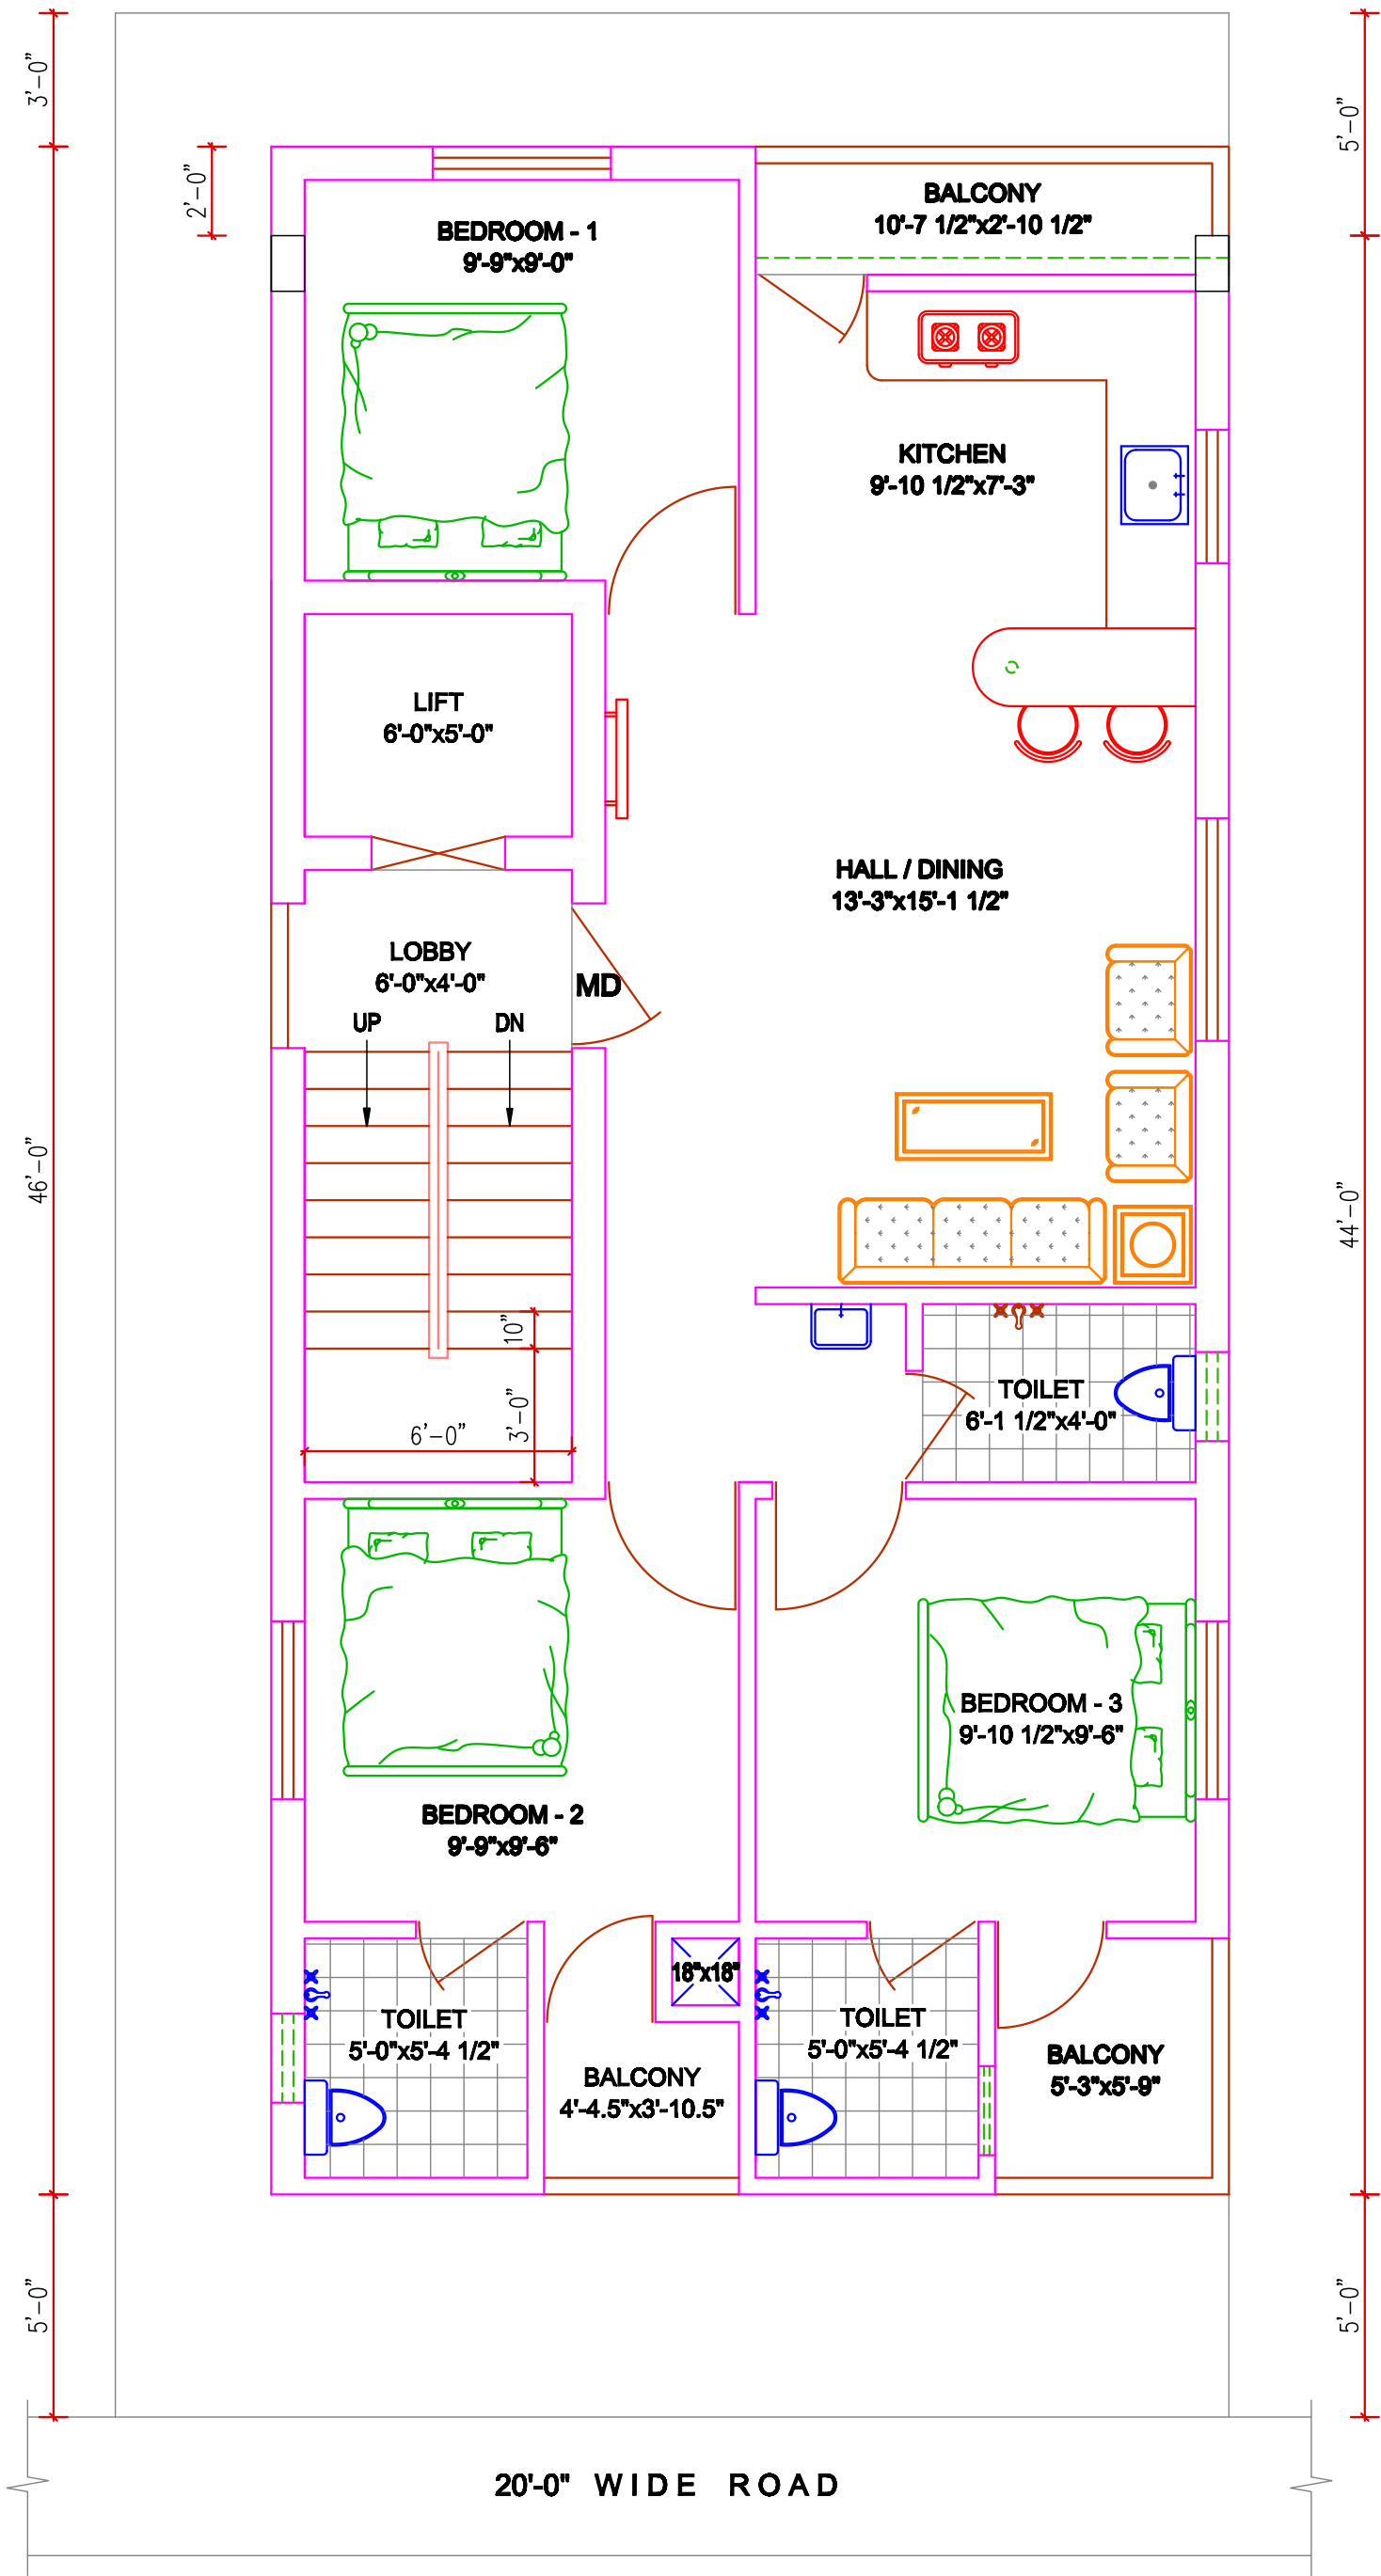 3'-0"
5'-0"
2'-0"
BALCONY
10'-7 1/2"x2'-10 1/2"
BEDROOM - 1
9'-9"x9'-0"
KITCHEN
9'-10 1/2"x7'-3"
LIFT
6'-0"x5'-0"
HALL / DINING
13'-3"x15'-1 1/2"
LOBBY
6'-0"x4'-0"
MD
UP
DN
46'-0"
44'-0"
10"
3'-0"
6'-0"
TOILET
6'-1 1/2"x4'-0"
BEDROOM - 3
9'-10 1/2"x9'-6"
BEDROOM - 2
9'-9"x9'-6"
18"x18"
TOILET
5'-0"x5'-4 1/2"
TOILET
5'-0"x5'-4 1/2"
BALCONY
4'-4.5"x3'-10.5"
BALCONY
5'-3"x5'-9"
5'-0"
5'-0"
20'-0" WIDE ROAD